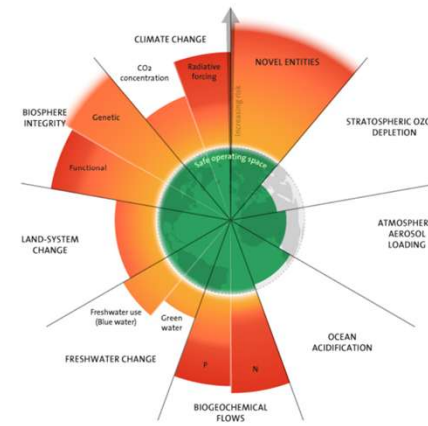 CLIMATE CHANGE
CO2
concentration
Radiative
forcing
NOVEL ENTITIES
Increasing risk
BIOSPHERE
INTEGRITY
Genetic
STRATOSPHERIC OZO
DEPLETION
Safe operating space
Functional
ATMOSPHE
AEROSOL
LOADING
LAND-SYSTEM
CHANGE
Freshwater use
(Blue water)
Green
water
OCEAN
ACIDIFICATION
FRESHWATER CHANGE
P
N
BIOGEOCHEMICAL
FLOWS